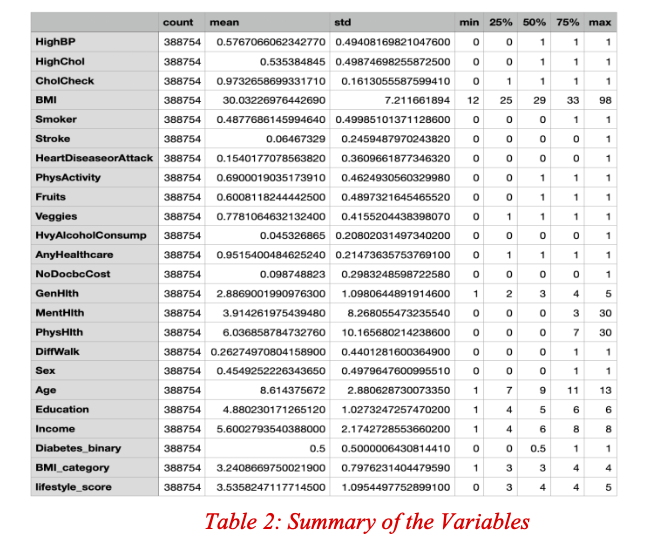 count mean std min 25% 50% 75% max
HighBP 388754 0.5767066062342770 0.49408169821047600 0 0 1 1 1
HighChol 388754 0.535384845 0.49874698255872500 0 0 1 1 1
CholCheck 388754 0.9732658699331710 0.1613055587599410 0 1 1 1 1
BMI 388754 30.03226976442690 7.211661894 12 25 29 33 98
Smoker 388754 0.4877686145994640 0.49985101371128600 0 0 0 1 1
Stroke 388754 0.06467329 0.2459487970243820 0 0 0 0 1
HeartDiseaseorAttack 388754 0.1540177078563820 0.3609661877346320 0 0 0 0 1
PhysActivity 388754 0.6900019035173910 0.4624930560329980 0 0 1 1 1
Fruits 388754 0.6008118244442500 0.4897321645465520 0 0 1 1 1
Veggies 388754 0.7781064632132400 0.4155204438398070 0 1 1 1 1
HvyAlcoholConsump 388754 0.045326865 0.20802031497340200 0 0 0 0 1
AnyHealthcare 388754 0.9515400484625240 0.21473635753769100 0 1 1 1 1
NoDocbcCost 388754 0.098748823 0.2983248598722580 0 0 0 0 1
GenHlth 388754 2.8869001990976300 1.0980644891914600 1 2 3 4 5
MentHlth 388754 3.914261975439480 8.268055473235540 0 0 0 3 30
PhysHlth 388754 6.036858784732760 10.165680214238600 0 0 0 7 30
DiffWalk 388754 0.26274970804158900 0.4401281600364900 0 0 0 1 1
Sex 388754 0.4549252226343650 0.4979647600995510 0 0 0 1 1
Age 388754 8.614375672 2.880628730073350 1 7 9 11 13
Education 388754 4.880230171265120 1.0273247257470200 1 4 5 6 6
Income 388754 5.6002793540388000 2.1742728553660200 1 4 6 8 8
Diabetes_binary 388754 0.5 0.5000006430814410 0 0 0.5 1 1
BMI_category 388754 3.2408669750021900 0.7976231404479590 1 3 3 4 4
lifestyle_score 388754 3.5358247117714500 1.0954497752899100 0 3 4 4 5
Table 2: Summary of the Variables